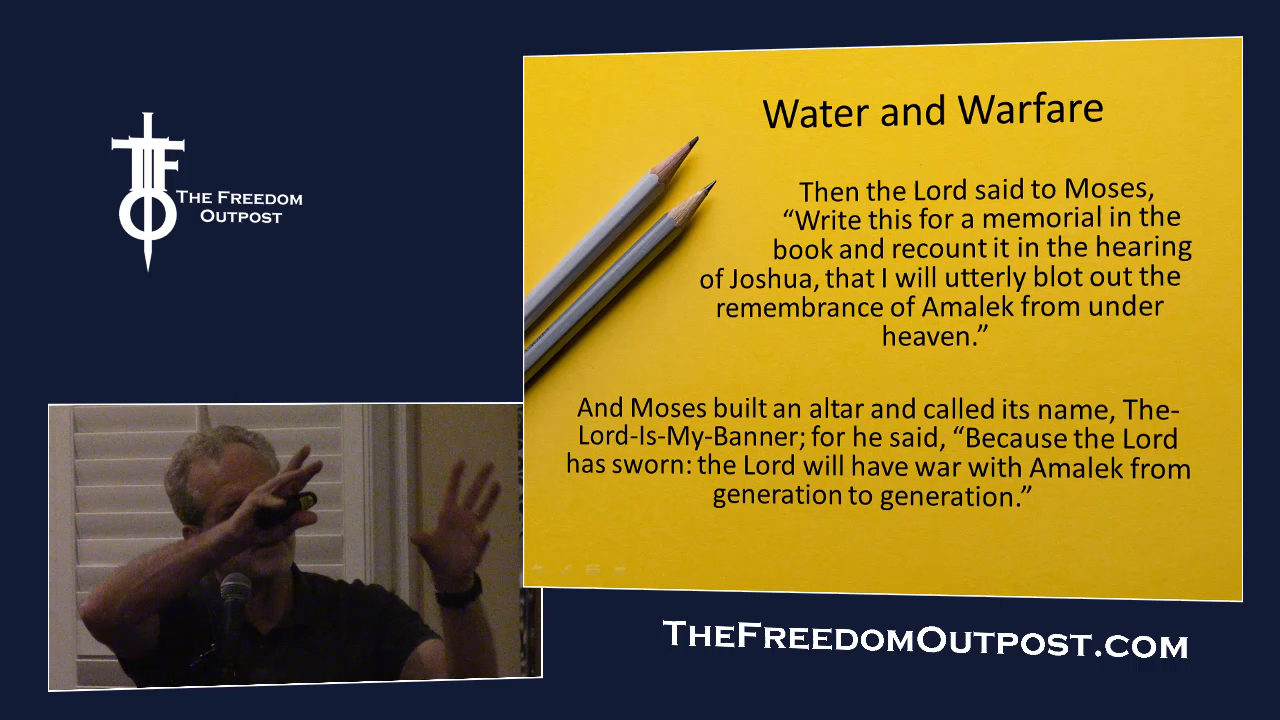 The Freedom
Outpost
Water and Warfare
Then the Lord said to Moses,
“Write this for a memorial in the
book and recount it in the hearing
of Joshua, that I will utterly blot out the
remembrance of Amalek from under
heaven.”
And Moses built an altar and called its name, The-
Lord-Is-My-Banner; for he said, “Because the Lord
has sworn: the Lord will have war with Amalek from
generation to generation.”
TheFreedomOutpost.com